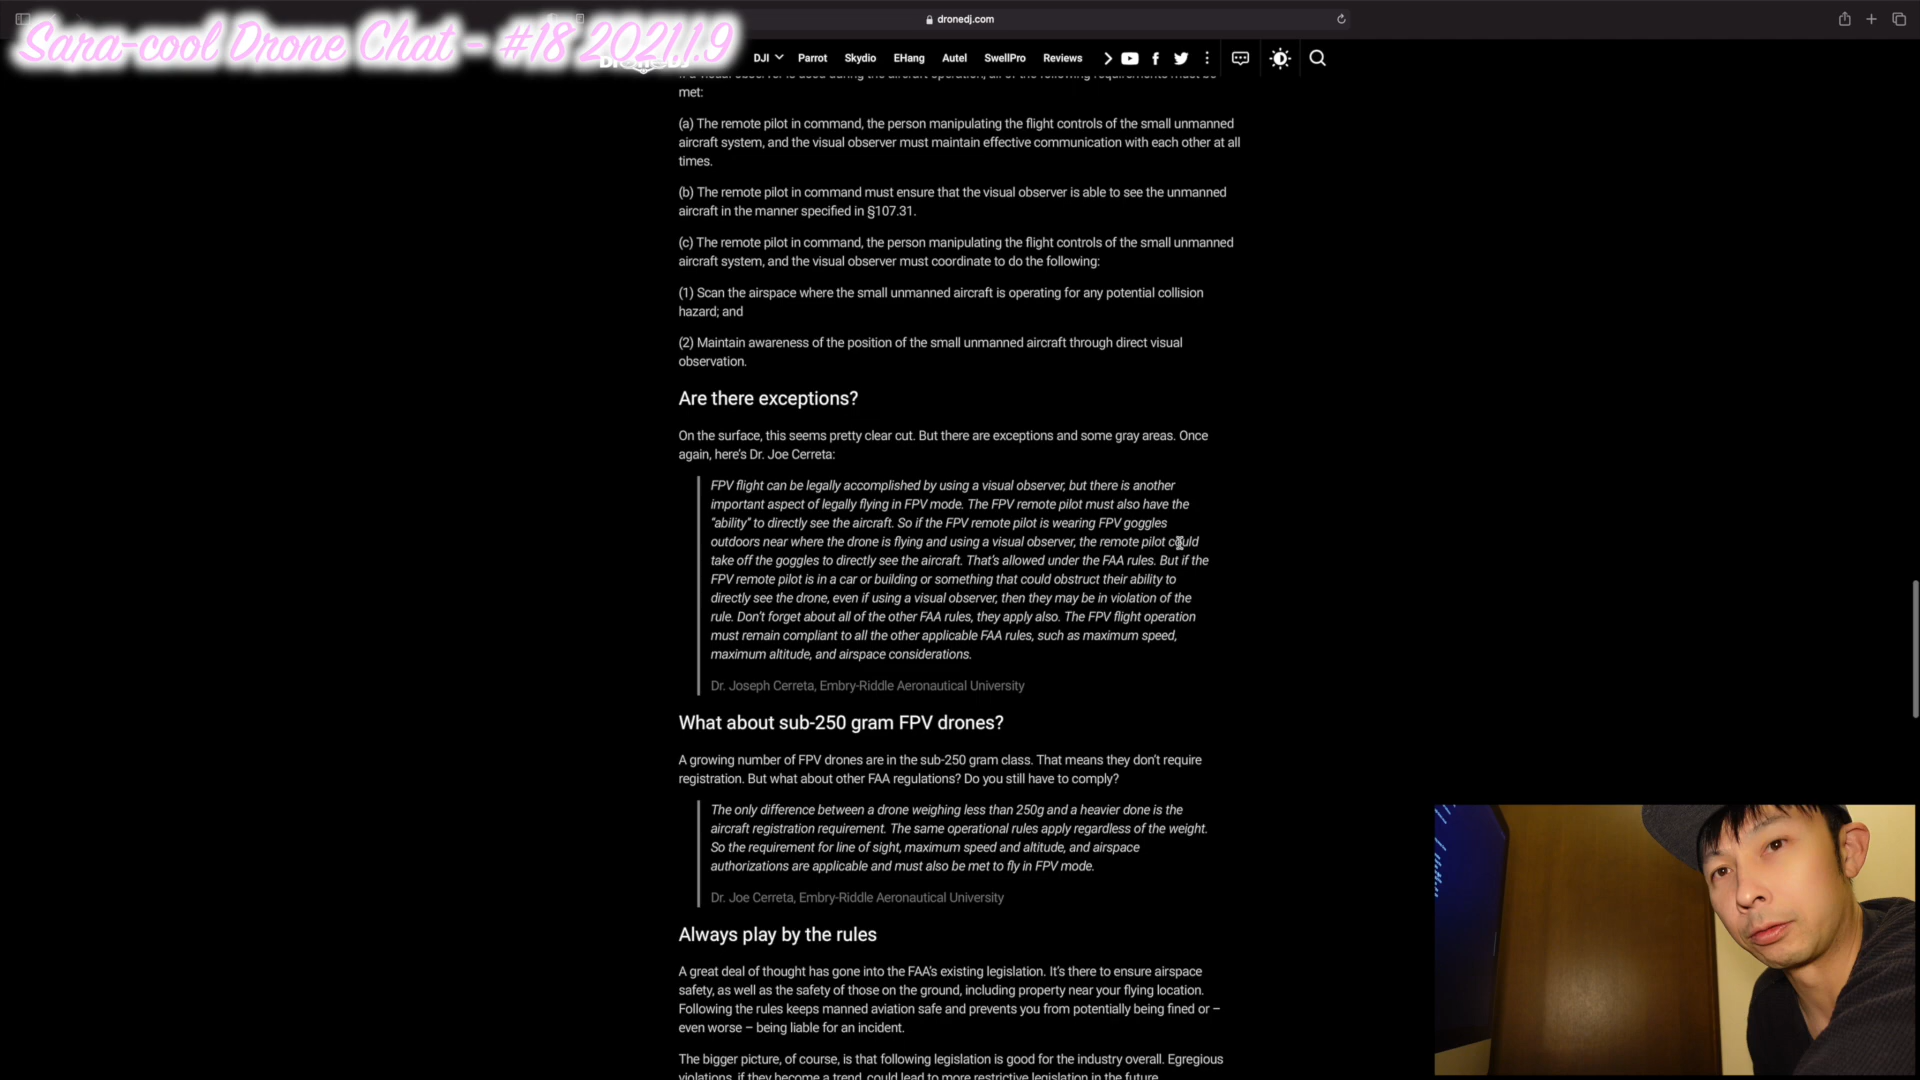 Sara-cool Drone Chat - #18 2021.1.9
dronedj.com
DJI
Parrot
Skydio
EHang
Autel
SwellPro
Reviews
met:
(a) The remote pilot in command, the person manipulating the flight controls of the small unmanned
aircraft system, and the visual observer must maintain effective communication with each other at all
times.
(b) The remote pilot in command must ensure that the visual observer is able to see the unmanned
aircraft in the manner specified in §107.31.
(c) The remote pilot in command, the person manipulating the flight controls of the small unmanned
aircraft system, and the visual observer must coordinate to do the following:
(1) Scan the airspace where the small unmanned aircraft is operating for any potential collision
hazard; and
(2) Maintain awareness of the position of the small unmanned aircraft through direct visual
observation.
Are there exceptions?
On the surface, this seems pretty clear cut. But there are exceptions and some gray areas. Once
again, here's Dr. Joe Cerreta:
FPV flight can be legally accomplished by using a visual observer, but there is another
important aspect of legally flying in FPV mode. The FPV remote pilot must also have the
"ability" to directly see the aircraft. So if the FPV remote pilot is wearing FPV goggles
outdoors near where the drone is flying and using a visual observer, the remote pilot could
take off the goggles to directly see the aircraft. That's allowed under the FAA rules. But if the
FPV remote pilot is in a car or building or something that could obstruct their ability to
directly see the drone, even if using a visual observer, then they may be in violation of the
rule. Don't forget about all of the other FAA rules, they apply also. The FPV flight operation
must remain compliant to all the other applicable FAA rules, such as maximum speed,
maximum altitude, and airspace considerations.
Dr. Joseph Cerreta, Embry-Riddle Aeronautical University
What about sub-250 gram FPV drones?
A growing number of FPV drones are in the sub-250 gram class. That means they don't require
registration. But what about other FAA regulations? Do you still have to comply?
The only difference between a drone weighing less than 250g and a heavier done is the
aircraft registration requirement. The same operational rules apply regardless of the weight.
So the requirement for line of sight, maximum speed and altitude, and airspace
authorizations are applicable and must also be met to fly in FPV mode.
Dr. Joe Cerreta, Embry-Riddle Aeronautical University
Always play by the rules
A great deal of thought has gone into the FAA's existing legislation. It's there to ensure airspace
safety, as well as the safety of those on the ground, including property near your flying location.
Following the rules keeps manned aviation safe and prevents you from potentially being fined or –
even worse – being liable for an incident.
The bigger picture, of course, is that following legislation is good for the industry overall. Egregious
violations, if they become a trend, could lead to more restrictive legislation in the future.